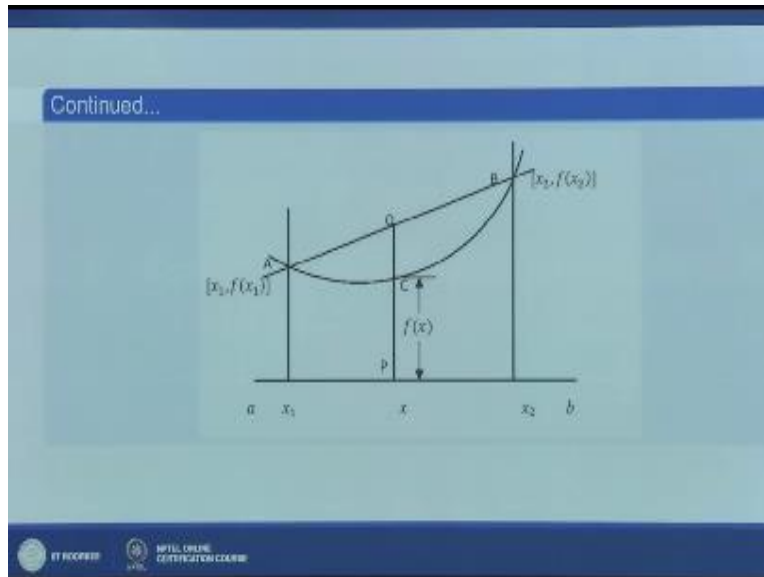 Continued...
B [x₂, f(x₂)]
Q
A
[x₁, f(x₁)]
C
f(x)
P
a x₁ x x₂ b
IIT ROORKEE NPTEL ONLINE
CERTIFICATION COURSE